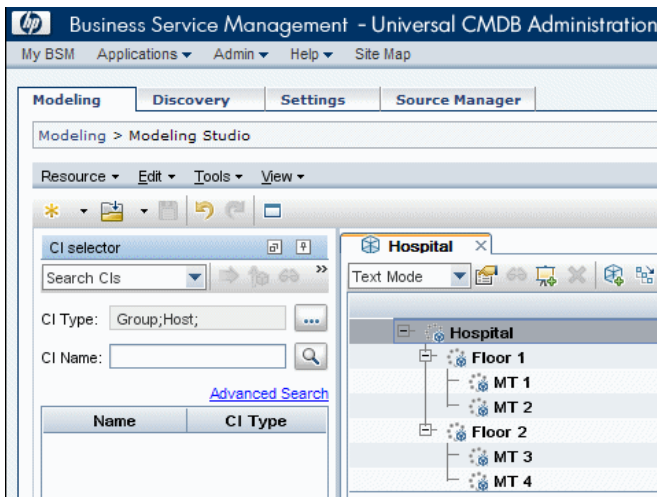 hp Business Service Management - Universal CMDB Administration
My BSM Applications Admin Help Site Map
Modeling Discovery Settings Source Manager
Modeling > Modeling Studio
Resource Edit Tools View
CI selector
Search CIs
»
CI Type: Group;Host; ...
CI Name:
Advanced Search
Name CI Type
Hospital ×
Text Mode
Hospital
Floor 1
MT 1
MT 2
Floor 2
MT 3
MT 4